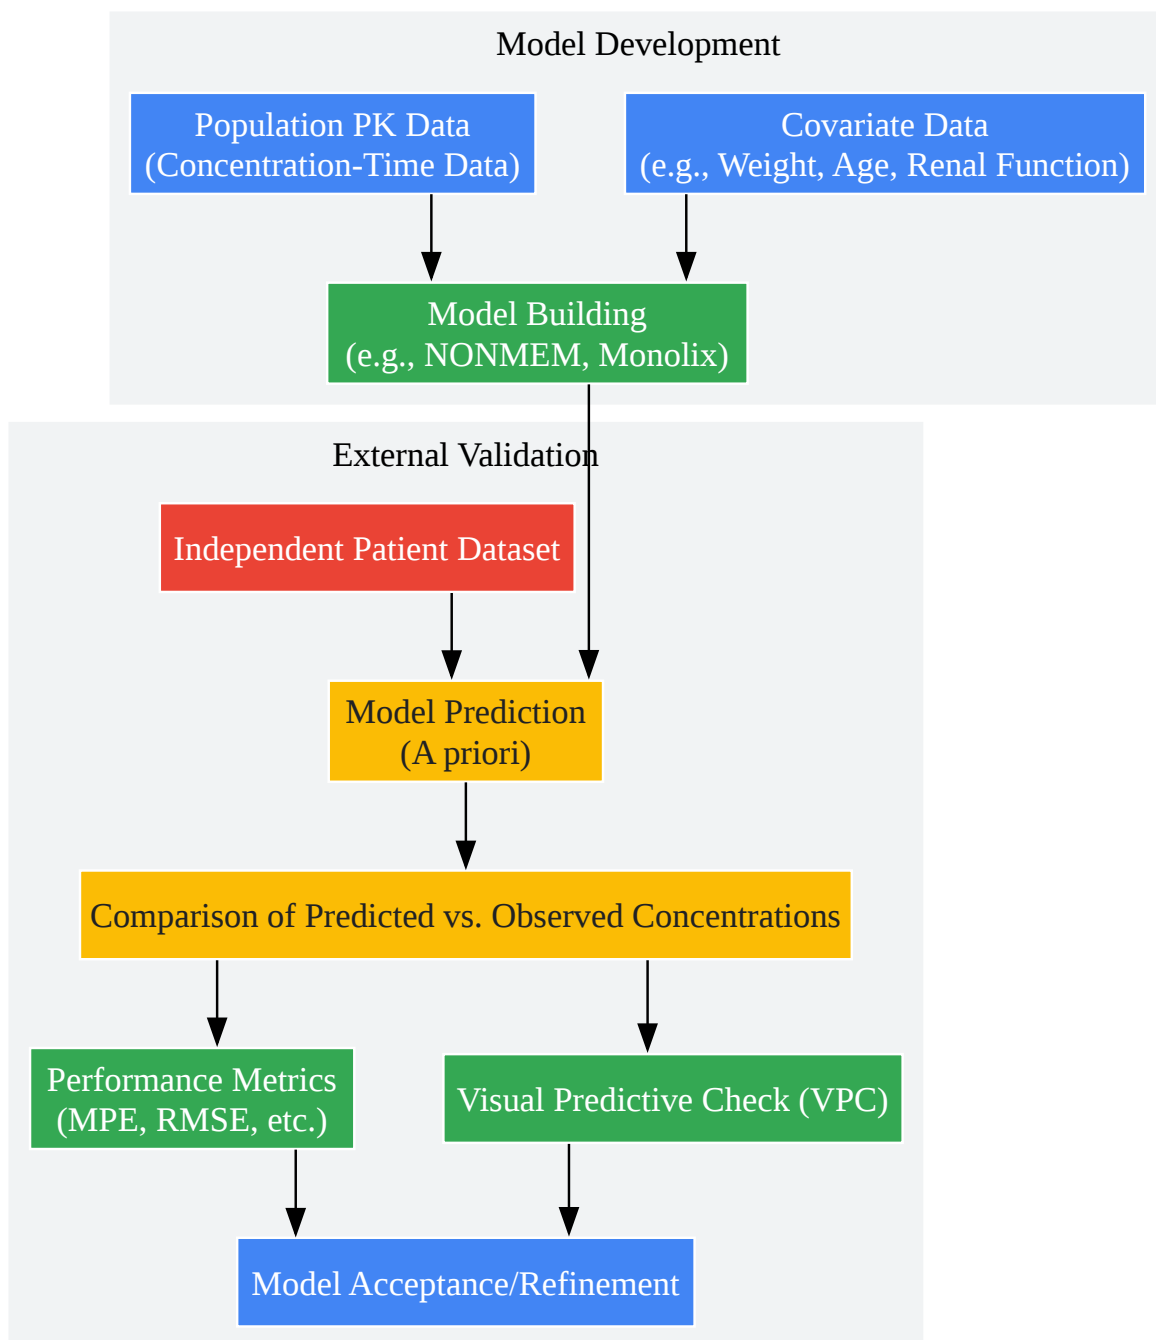 Model Development
Population PK Data
(Concentration-Time Data)
Covariate Data
(e.g., Weight, Age, Renal Function)
Model Building
(e.g., NONMEM, Monolix)
External Validation
Independent Patient Dataset
Model Prediction
(A priori)
Comparison of Predicted vs. Observed Concentrations
Performance Metrics
(MPE, RMSE, etc.)
Visual Predictive Check (VPC)
Model Acceptance/Refinement